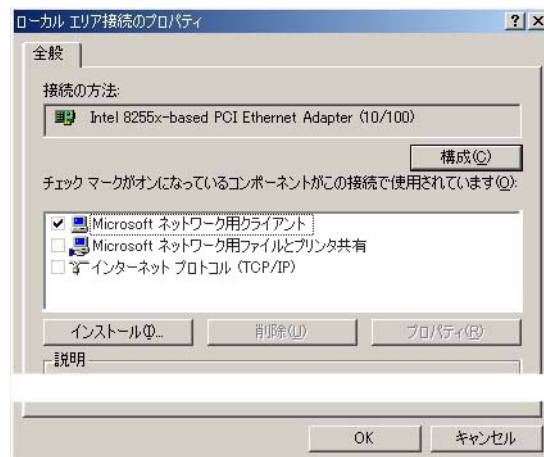 ローカル エリア接続のプロパティ
全般
接続の方法:
Intel 8255x-based PCI Ethernet Adapter (10/100)
構成(C)
チェック マークがオンになっているコンポーネントがこの接続で使用されています(O):
Microsoft ネットワーク用クライアント
Microsoft ネットワーク用ファイルとプリンタ共有
インターネット プロトコル (TCP/IP)
インストール(I)... 削除(U) プロパティ(R)
説明
OK キャンセル